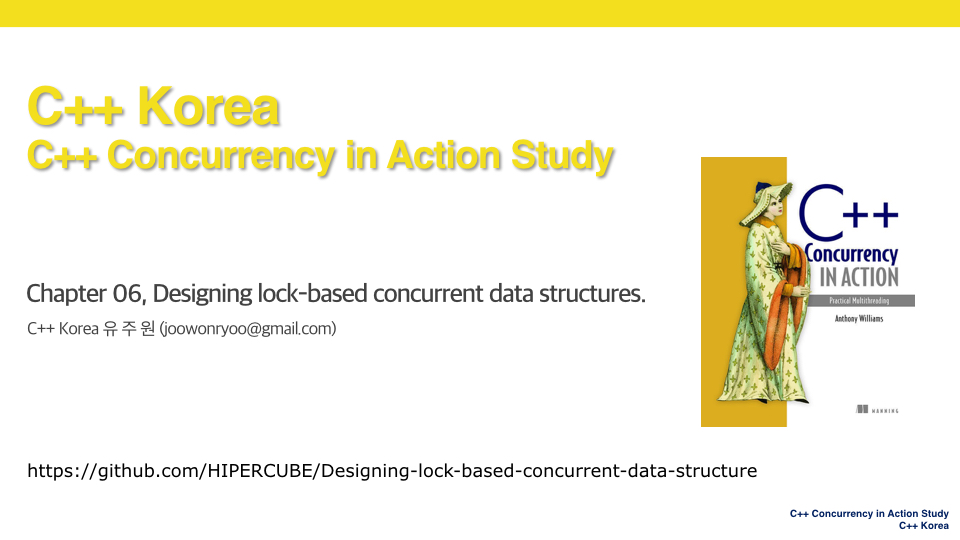 C++ Korea
C++ Concurrency in Action Study
C++
Concurrency
IN ACTION
Practical Multithreading
Anthony Williams
MANNING
Chapter 06, Designing lock-based concurrent data structures.
C++ Korea 유 주 원 (joowonryoo@gmail.com)
https://github.com/HIPERCUBE/Designing-lock-based-concurrent-data-structure
C++ Concurrency in Action Study
C++ Korea